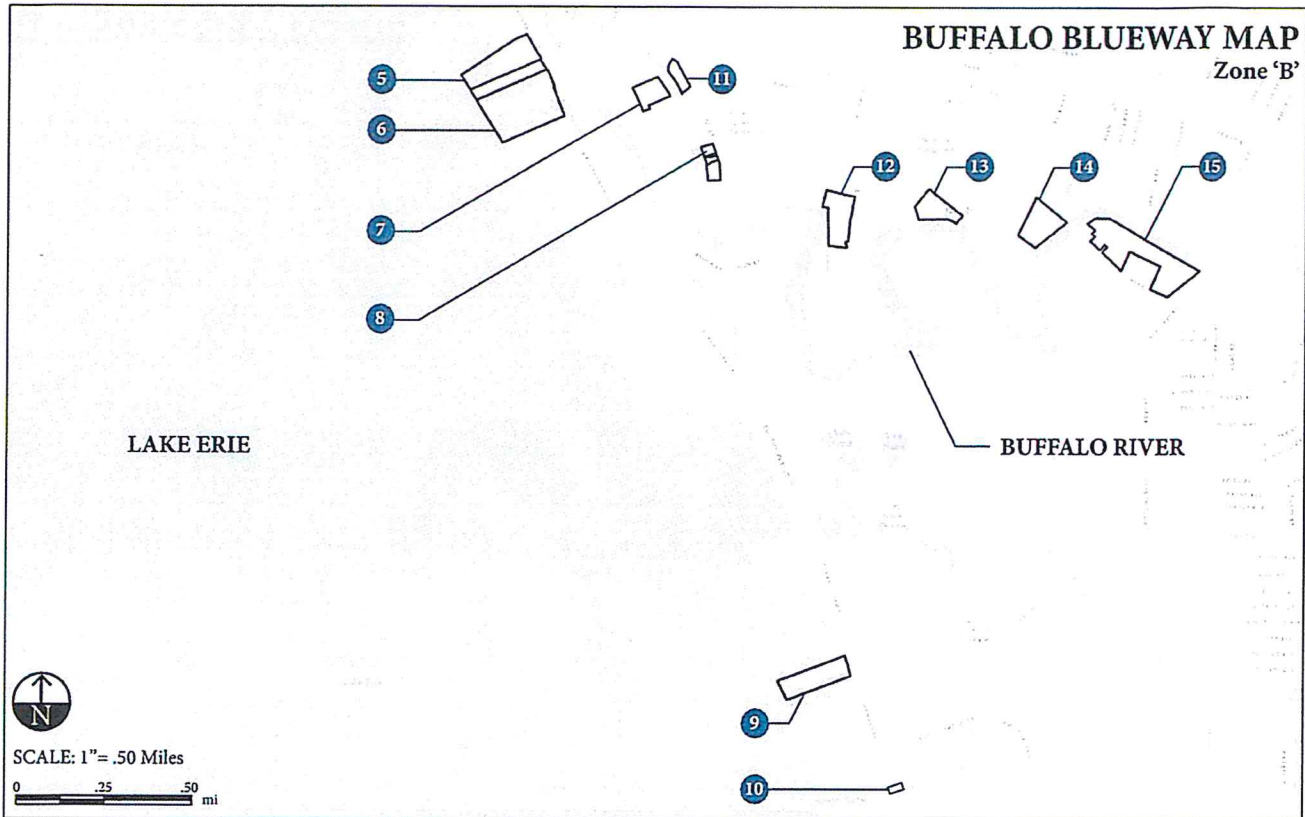 BUFFALO BLUEWAY MAP
Zone ‘B’
5
6
7
8
11
12
13
14
15
LAKE ERIE
BUFFALO RIVER
9
10
N
SCALE: 1”= .50 Miles
0 .25 .50
mi